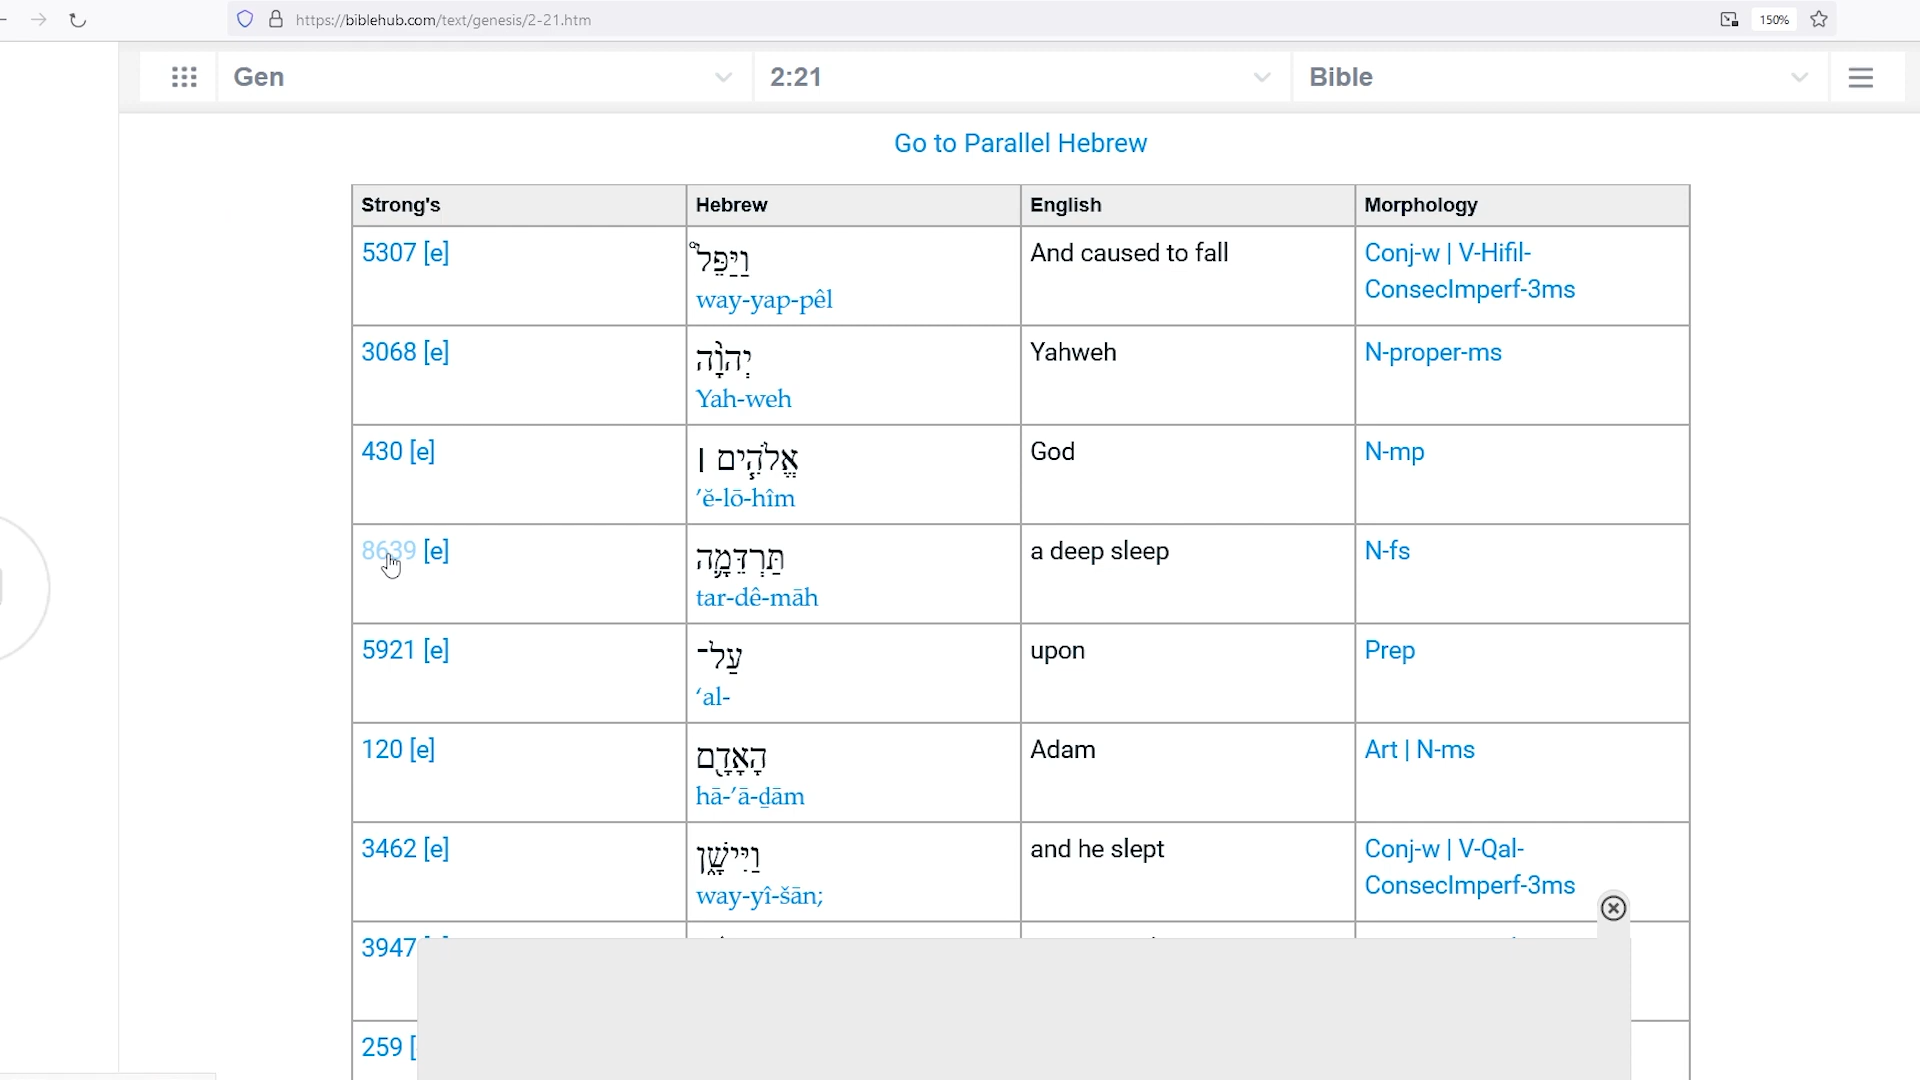 https://biblehub.com/text/genesis/2-21.htm 150%
Gen 2:21 Bible
Go to Parallel Hebrew
Strong's Hebrew English Morphology
5307 [e] וַיַּפֵּל֩ And caused to fall Conj-w | V-Hifil-
way-yap-pêl ConsecImperf-3ms
3068 [e] יְהוָ֨ה Yahweh N-proper-ms
Yah-weh
430 [e] אֱלֹהִ֧ים ׀ God N-mp
’ĕ-lō-hîm
8639 [e] תַּרְדֵּמָ֛ה a deep sleep N-fs
tar-dê-māh
5921 [e] עַל־ upon Prep
‘al-
120 [e] הָאָדָ֖ם Adam Art | N-ms
hā-’ā-ḏām
3462 [e] וַיִּישָׁ֑ן and he slept Conj-w | V-Qal-
way-yî-šān; ConsecImperf-3ms
3947
259 [